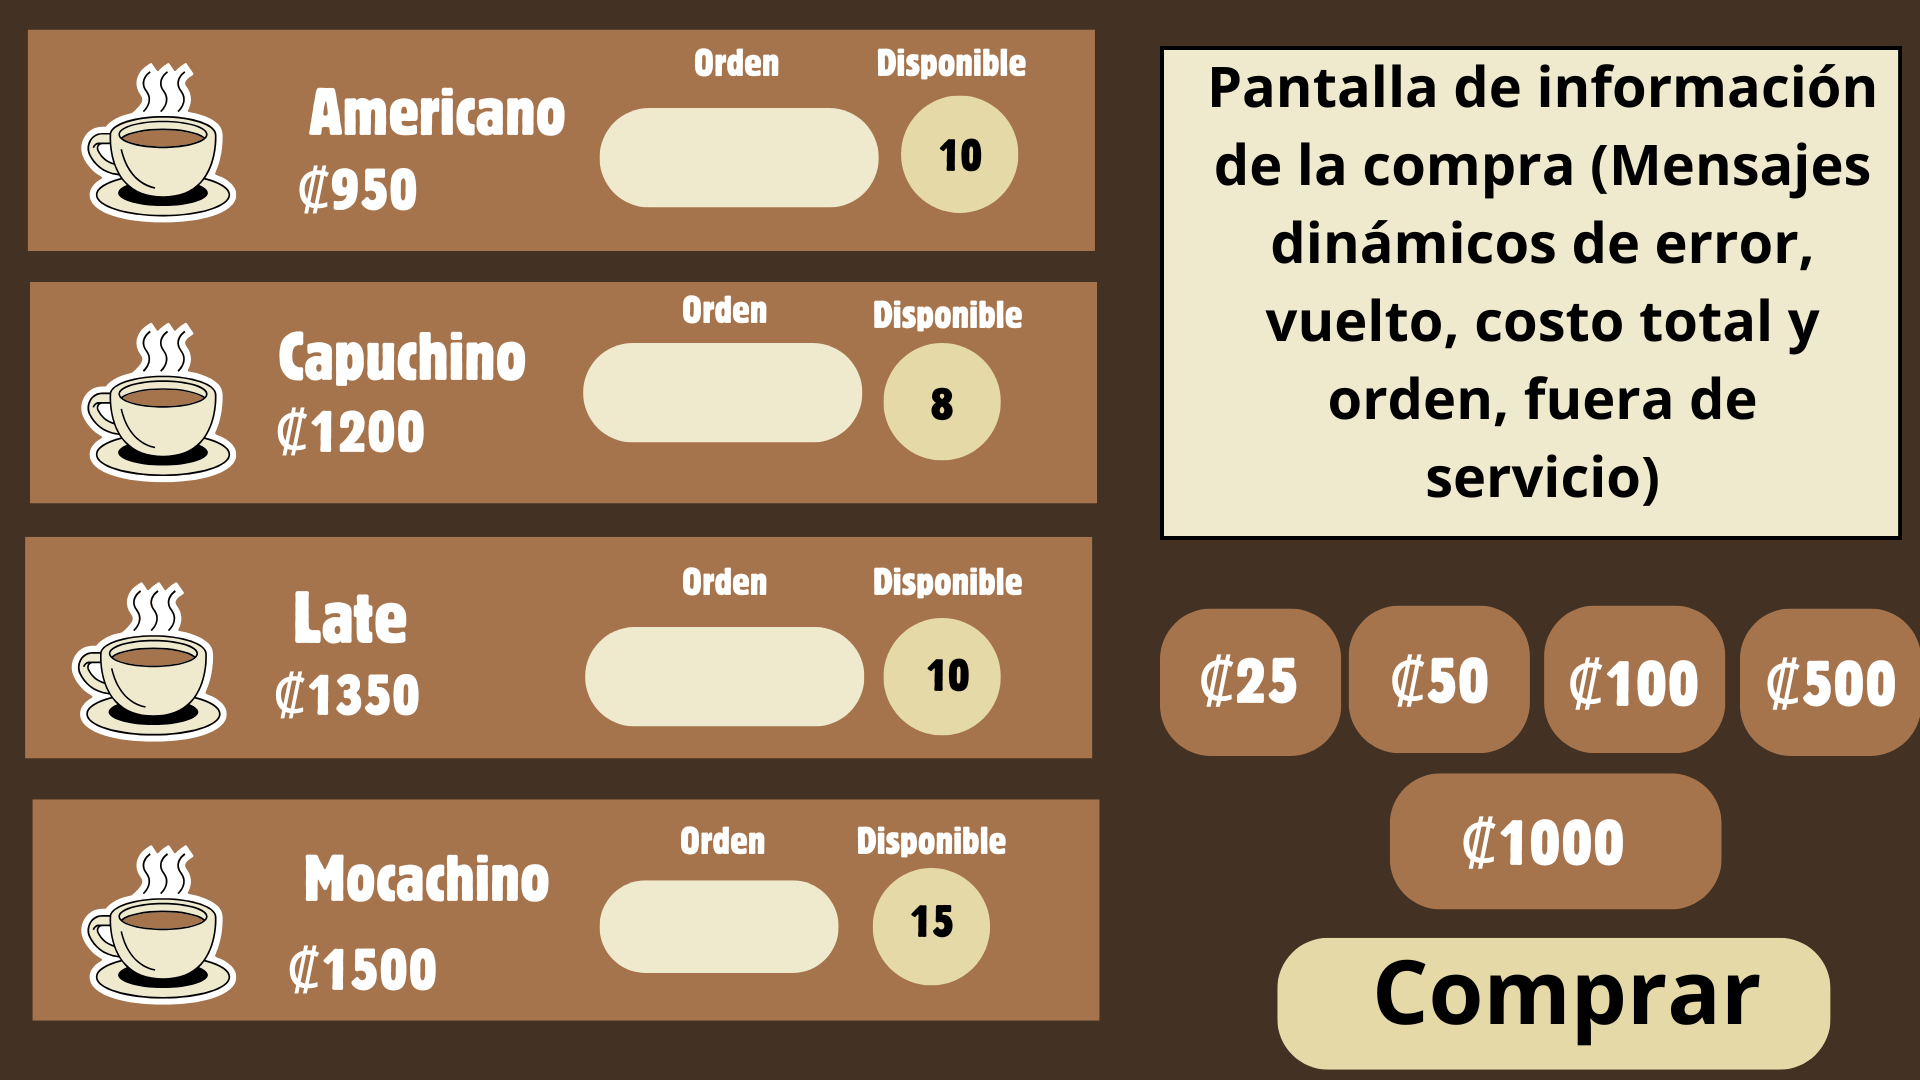 Orden
Disponible
Americano
10
₡950
Orden
Disponible
Capuchino
8
₡1200
Orden
Disponible
Late
10
₡1350
Orden
Disponible
Mocachino
15
₡1500
Pantalla de información
de la compra (Mensajes
dinámicos de error,
vuelto, costo total y
orden, fuera de
servicio)
₡25
₡50
₡100
₡500
₡1000
Comprar